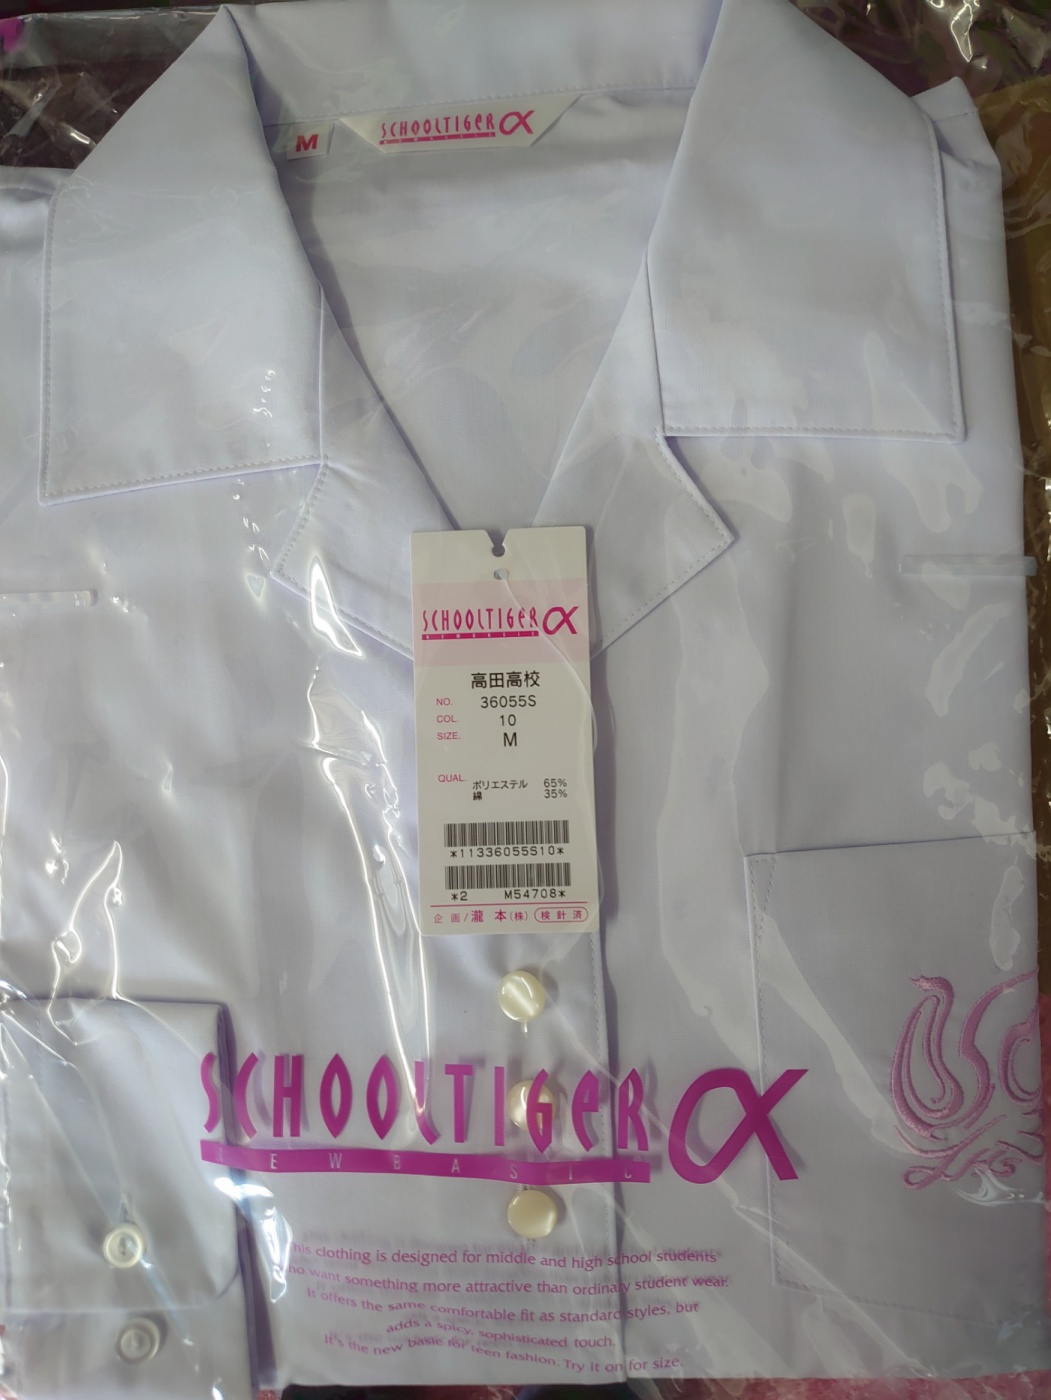 M
SCHOOLTIGER α
SCHOOLTIGER α
NEWBASIC
高田高校
NO. 36055S
COL. 10
SIZE. M
QUAL. ポリエステル 65%
綿 35%
*11336055S10*
*2 M54708*
企画/瀧本(株) 検針済
SCHOOLTIGER α
NEWBASIC
This clothing is designed for middle and high school students
who want something more attractive than ordinary student wear.
It offers the same comfortable fit as standard styles, but
adds a spicy, sophisticated touch.
It's the new basic for teen fashion. Try it on for size.